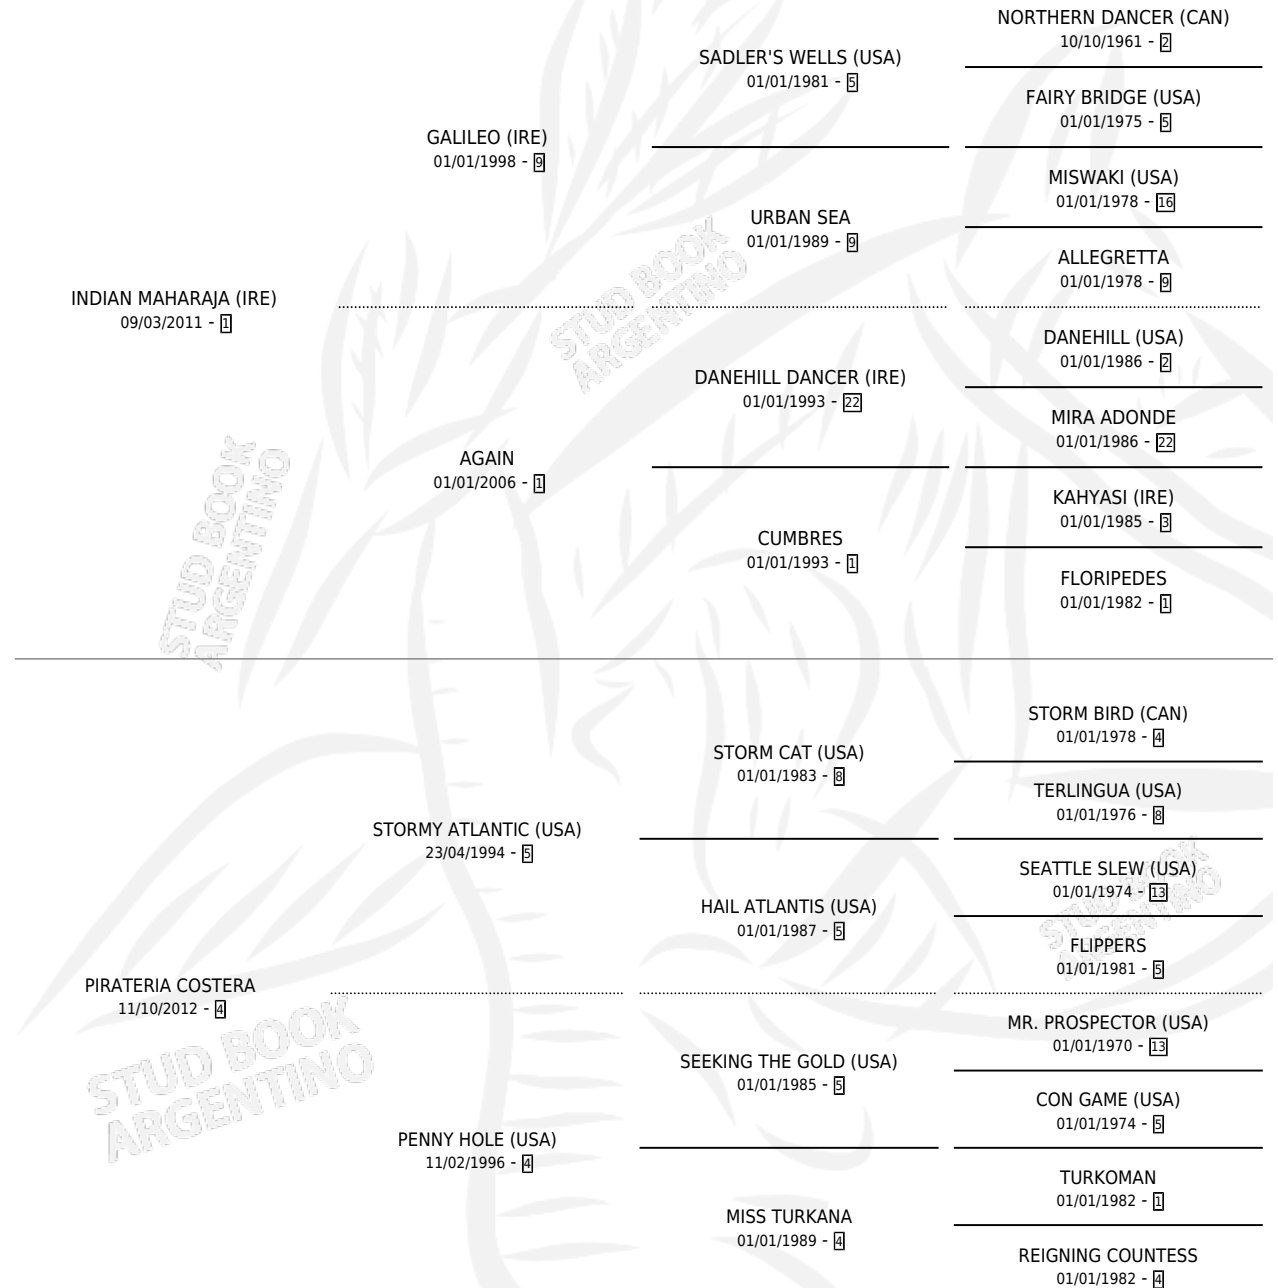 NORTHERN DANCER (CAN)
10/10/1961 - 2
SADLER'S WELLS (USA)
01/01/1981 - 5
FAIRY BRIDGE (USA)
01/01/1975 - 5
GALILEO (IRE)
01/01/1998 - 9
MISWAKI (USA)
01/01/1978 - 16
URBAN SEA
01/01/1989 - 9
ALLEGRETTA
01/01/1978 - 9
INDIAN MAHARAJA (IRE)
09/03/2011 - 1
DANEHILL (USA)
01/01/1986 - 2
DANEHILL DANCER (IRE)
01/01/1993 - 22
MIRA ADONDE
01/01/1986 - 22
AGAIN
01/01/2006 - 1
KAHYASI (IRE)
01/01/1985 - 3
CUMBRES
01/01/1993 - 1
FLORIPEDES
01/01/1982 - 1
STORM BIRD (CAN)
01/01/1978 - 4
STORM CAT (USA)
01/01/1983 - 8
TERLINGUA (USA)
01/01/1976 - 8
STORMY ATLANTIC (USA)
23/04/1994 - 5
SEATTLE SLEW (USA)
01/01/1974 - 13
HAIL ATLANTIS (USA)
01/01/1987 - 5
FLIPPERS
01/01/1981 - 5
PIRATERIA COSTERA
11/10/2012 - 4
MR. PROSPECTOR (USA)
01/01/1970 - 13
SEEKING THE GOLD (USA)
01/01/1985 - 5
CON GAME (USA)
01/01/1974 - 5
PENNY HOLE (USA)
11/02/1996 - 4
TURKOMAN
01/01/1982 - 1
MISS TURKANA
01/01/1989 - 4
REIGNING COUNTESS
01/01/1982 - 4
STUD BOOK
ARGENTINO
STUD BOOK
ARGENTINO
STUD BOOK
ARGENTINO
STUD BOOK
ARGENTINO